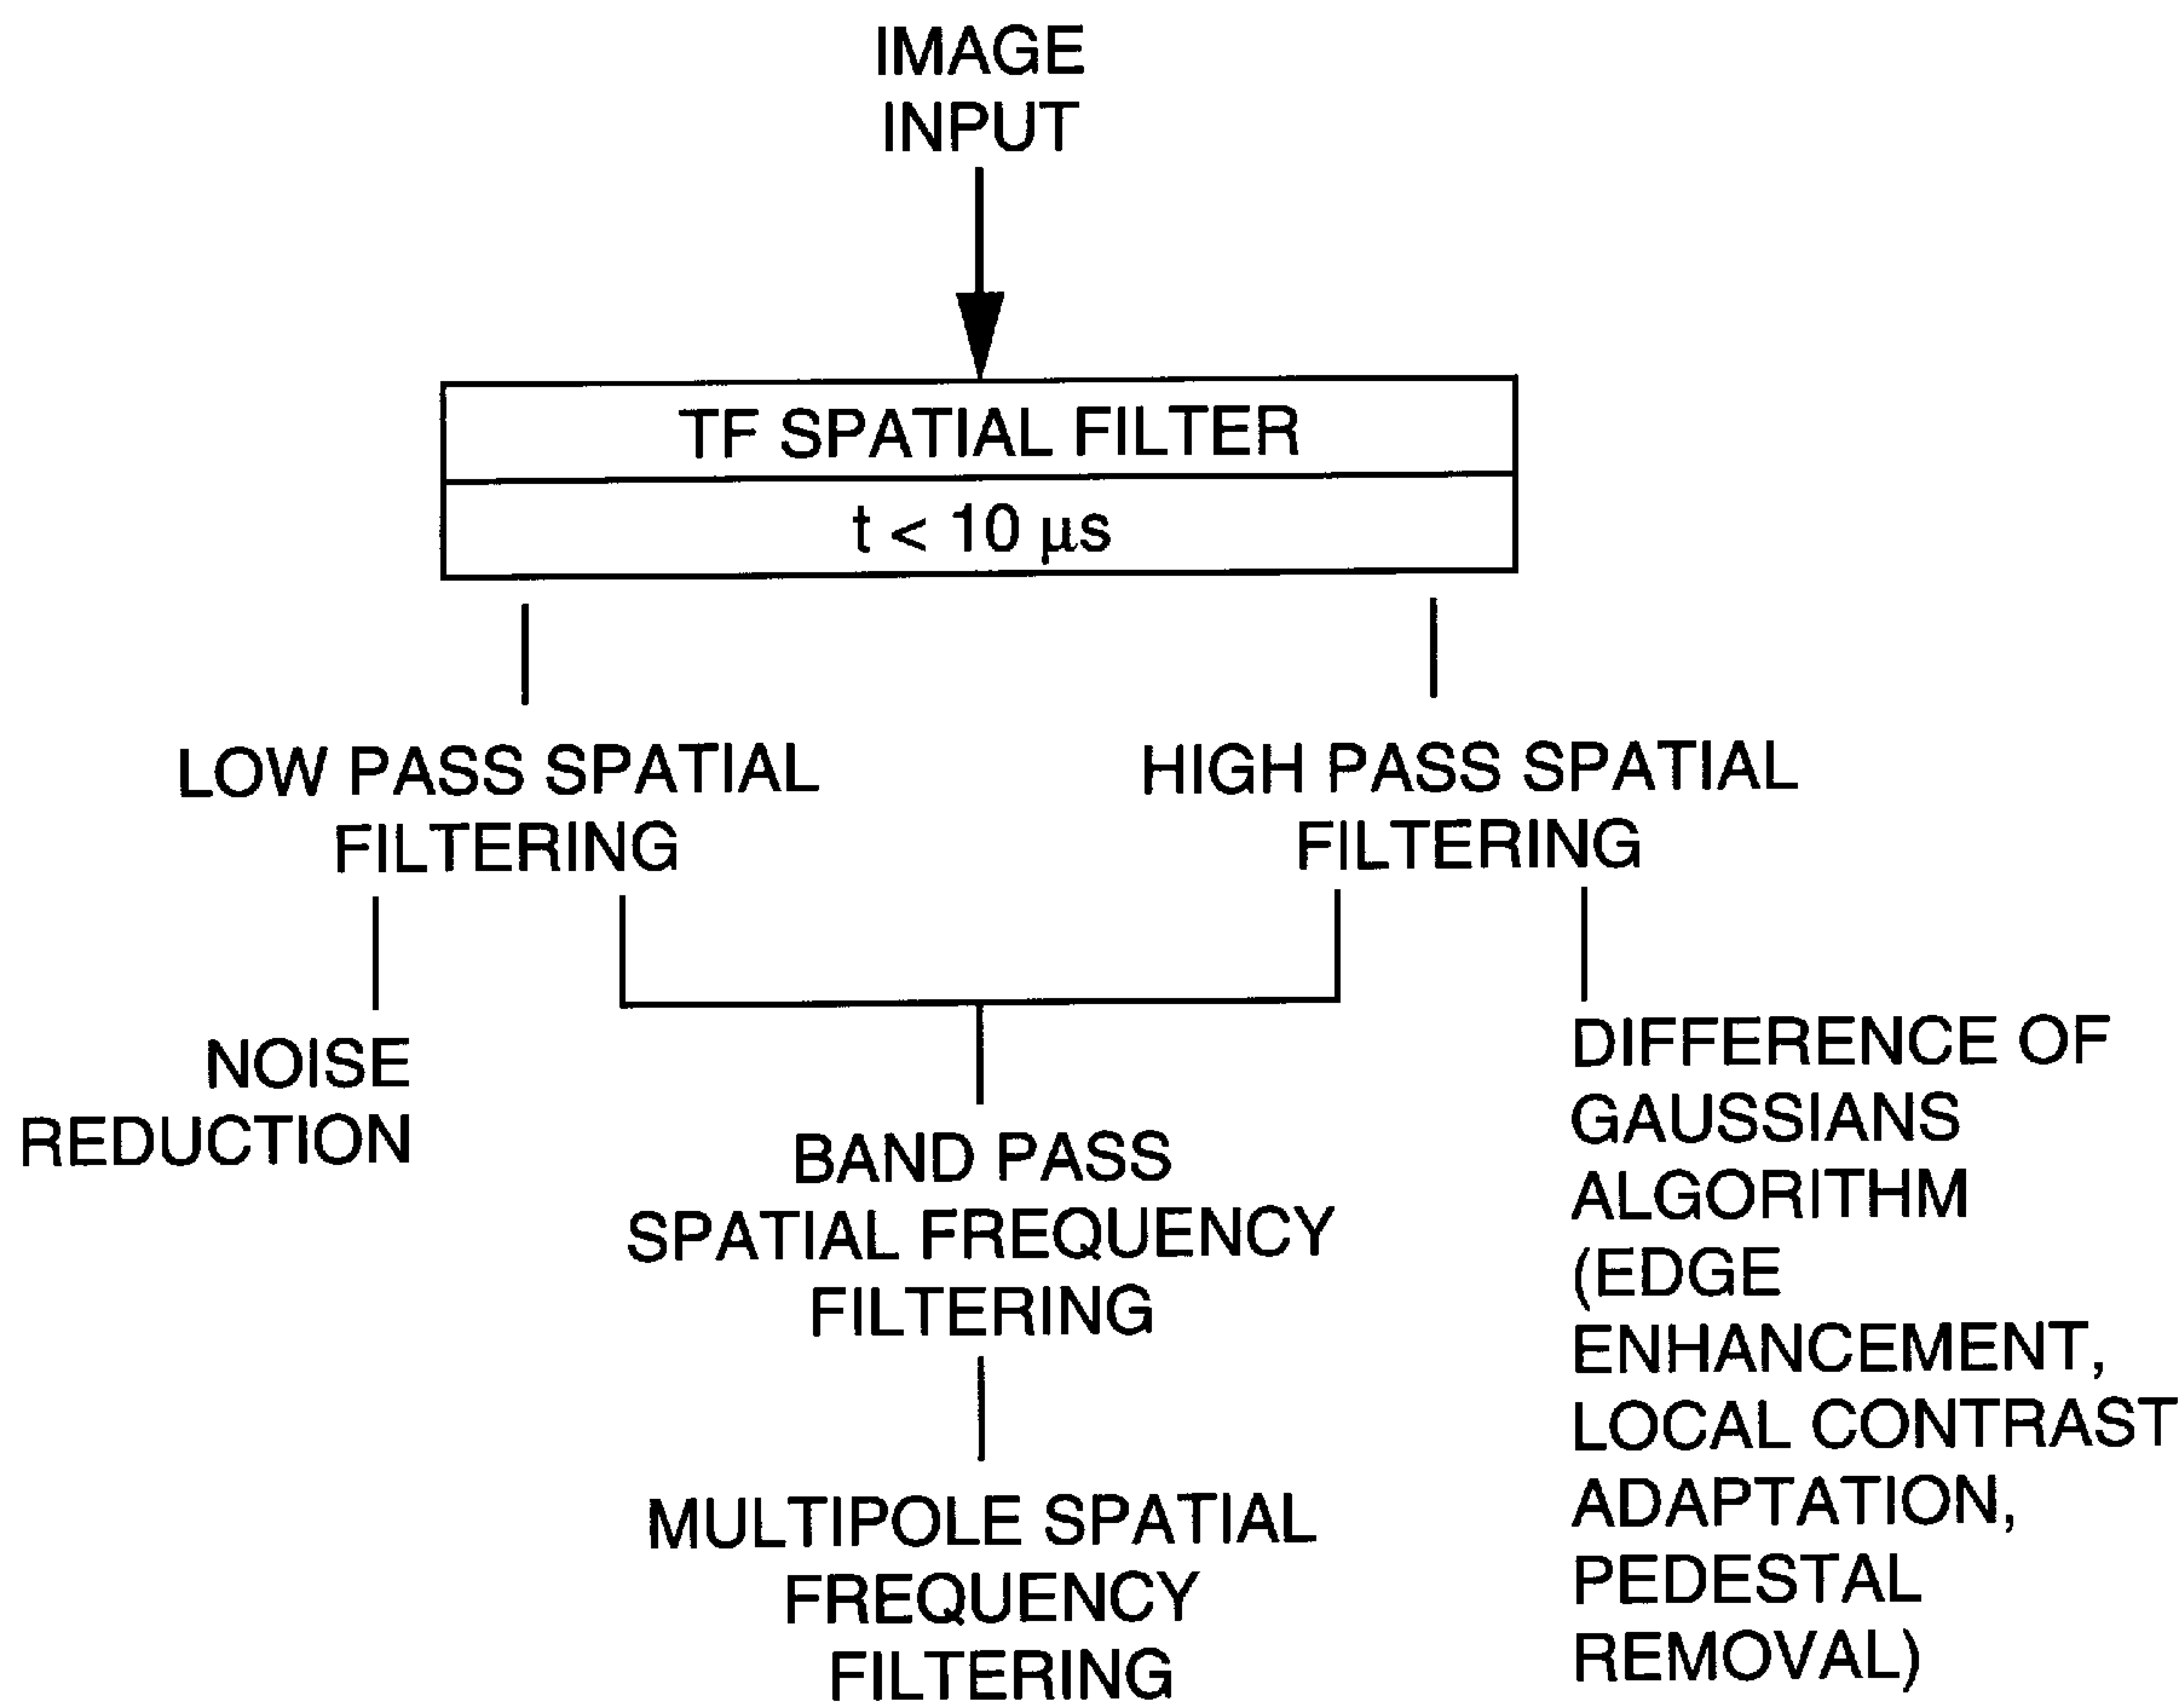 IMAGE
INPUT
TF SPATIAL FILTER
t < 10 µs
LOW PASS SPATIAL
FILTERING
HIGH PASS SPATIAL
FILTERING
NOISE
REDUCTION
BAND PASS
SPATIAL FREQUENCY
FILTERING
MULTIPOLE SPATIAL
FREQUENCY
FILTERING
DIFFERENCE OF
GAUSSIANS
ALGORITHM
(EDGE
ENHANCEMENT,
LOCAL CONTRAST
ADAPTATION,
PEDESTAL
REMOVAL)